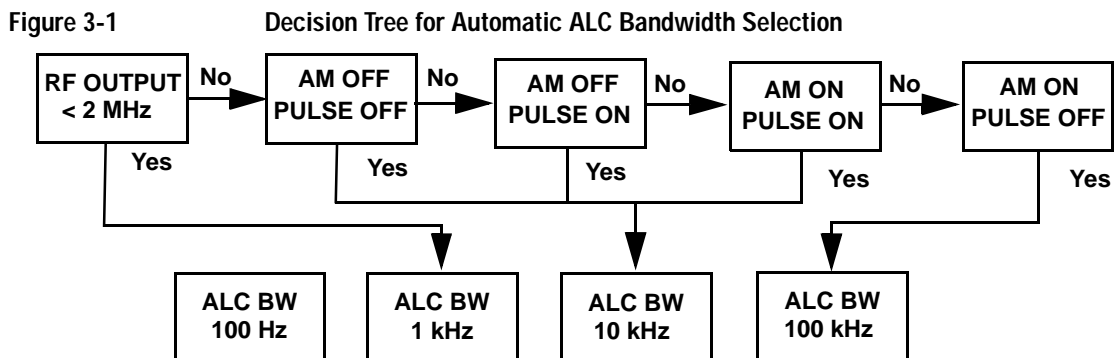 Figure 3-1 Decision Tree for Automatic ALC Bandwidth Selection
RF OUTPUT
< 2 MHz
No
AM OFF
PULSE OFF
No
AM OFF
PULSE ON
No
AM ON
PULSE ON
No
AM ON
PULSE OFF
Yes
Yes
Yes
Yes
Yes
ALC BW
100 Hz
ALC BW
1 kHz
ALC BW
10 kHz
ALC BW
100 kHz